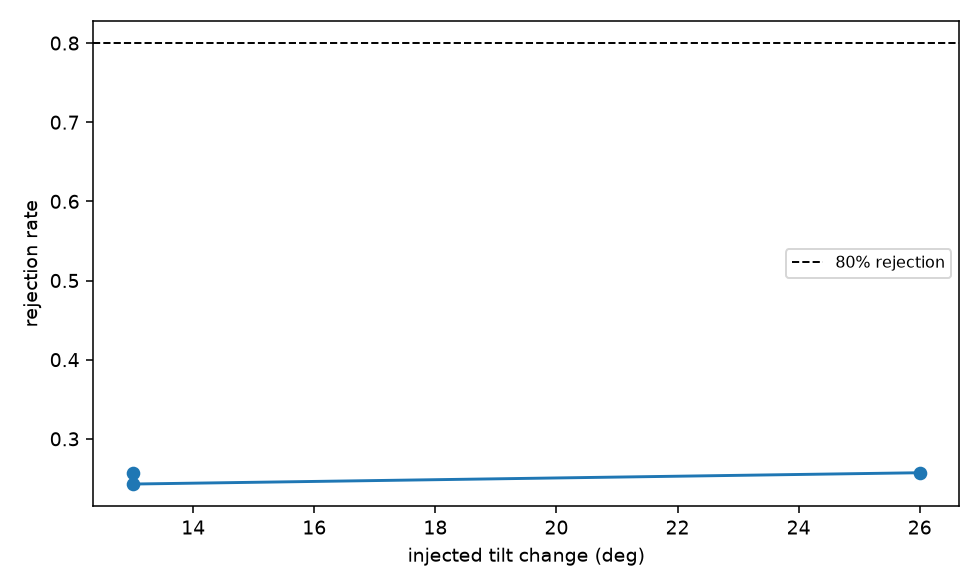 0.8
0.7
0.6
0.5
0.4
0.3
rejection rate
80% rejection
14 16 18 20 22 24 26
injected tilt change (deg)